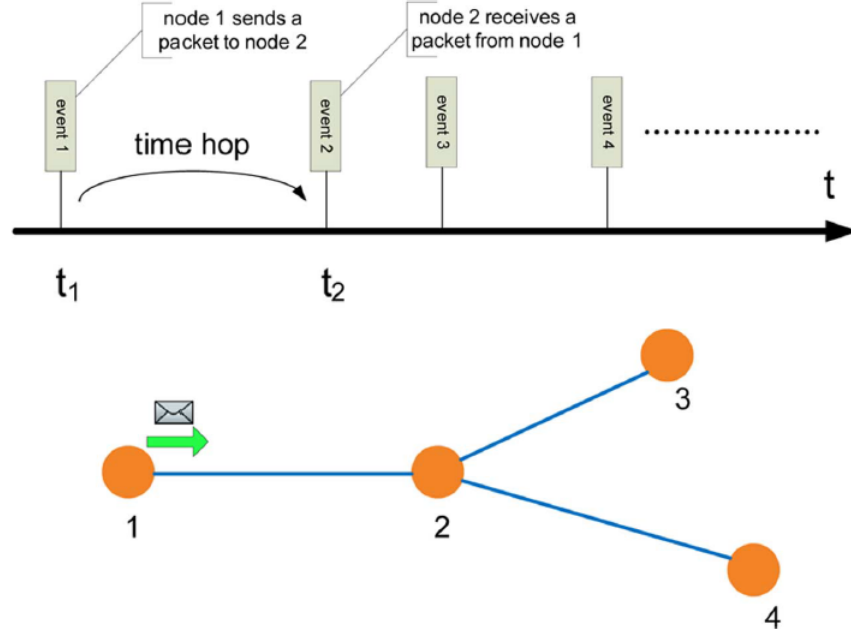 node 1 sends a
packet to node 2
node 2 receives a
packet from node 1
event 1
event 2
event 3
event 4
time hop
t
t1
t2
1
2
3
4